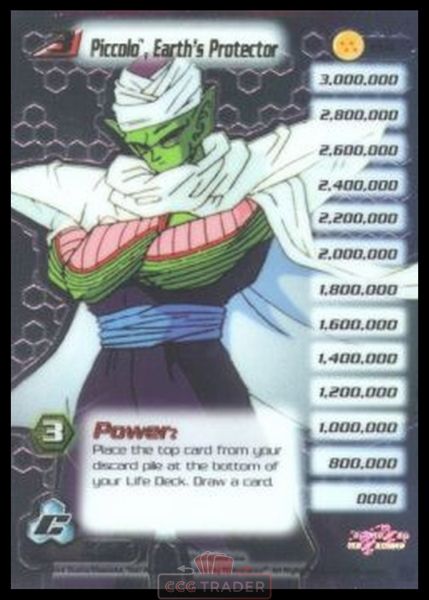 3
Piccolo™, Earth's Protector
3,000,000
2,800,000
2,600,000
2,400,000
2,200,000
2,000,000
1,800,000
1,600,000
1,400,000
1,200,000
1,000,000
800,000
0000
3
Power:
Place the top card from your
discard pile at the bottom of
your Life Deck. Draw a card.
CCG TRADER